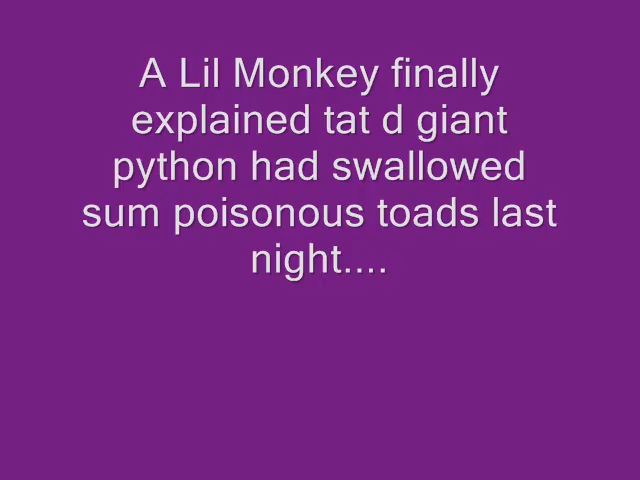 A Lil Monkey finally
explained tat d giant
python had swallowed
sum poisonous toads last
night....